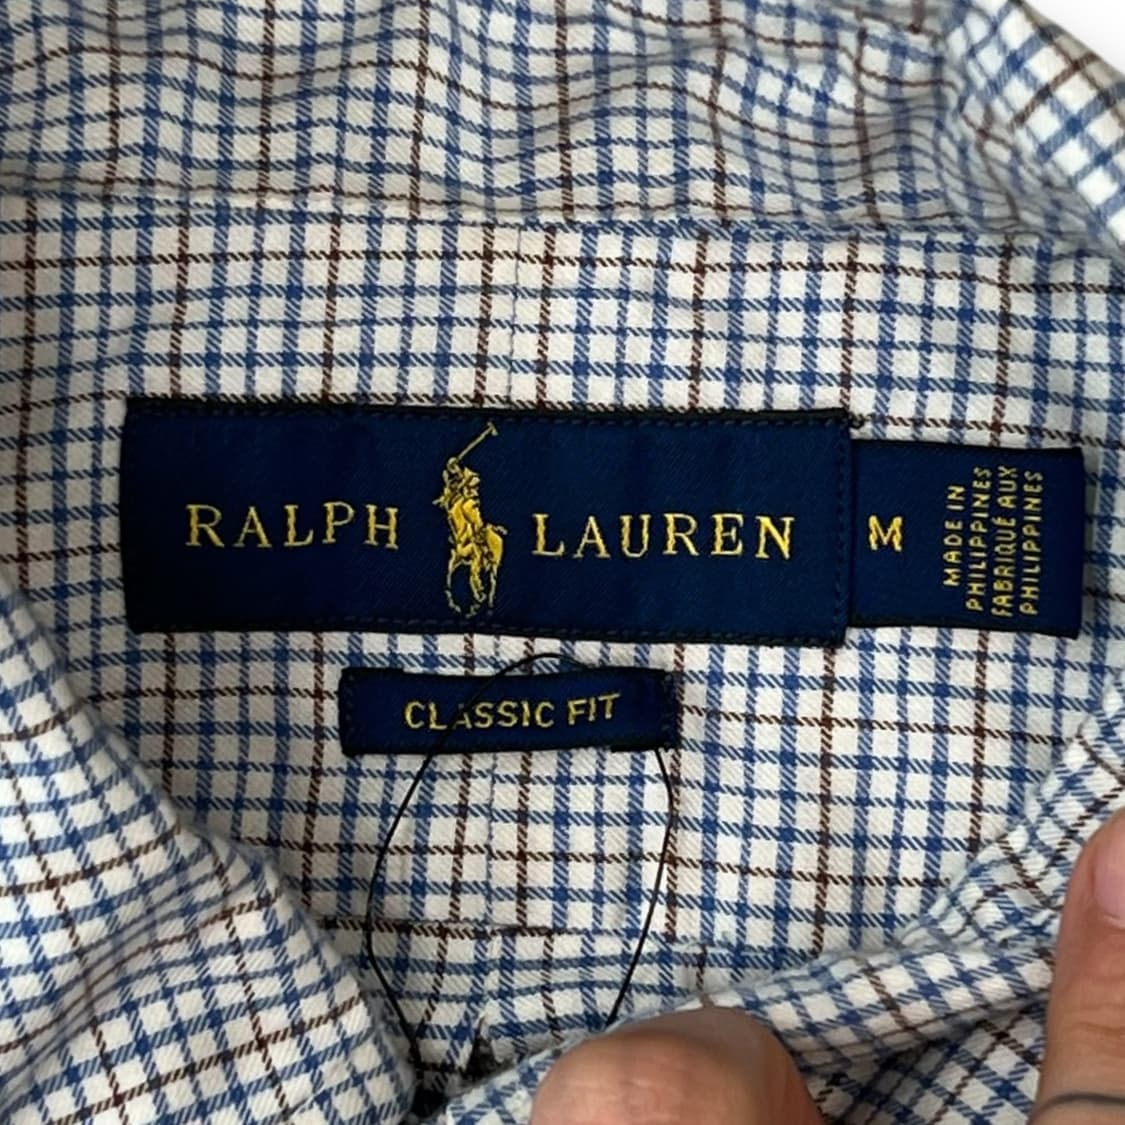 RALPH LAUREN
M
MADE IN
PHILIPPINES
FABRIQUÉ AUX
PHILIPPINES
CLASSIC FIT